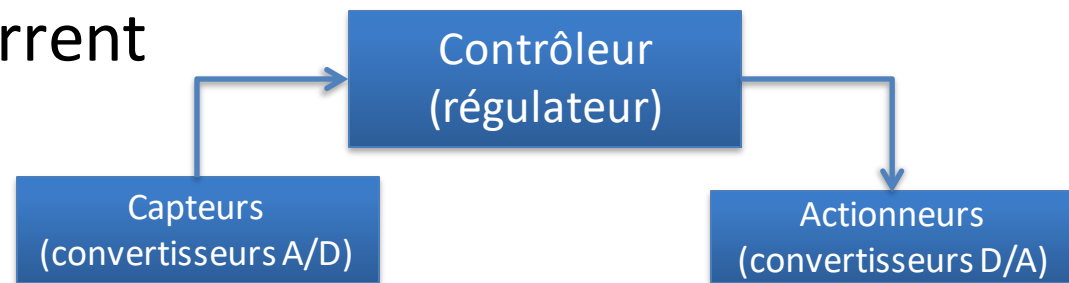 rrent
Contrôleur
(régulateur)
Capteurs
(convertisseurs A/D)
Actionneurs
(convertisseurs D/A)